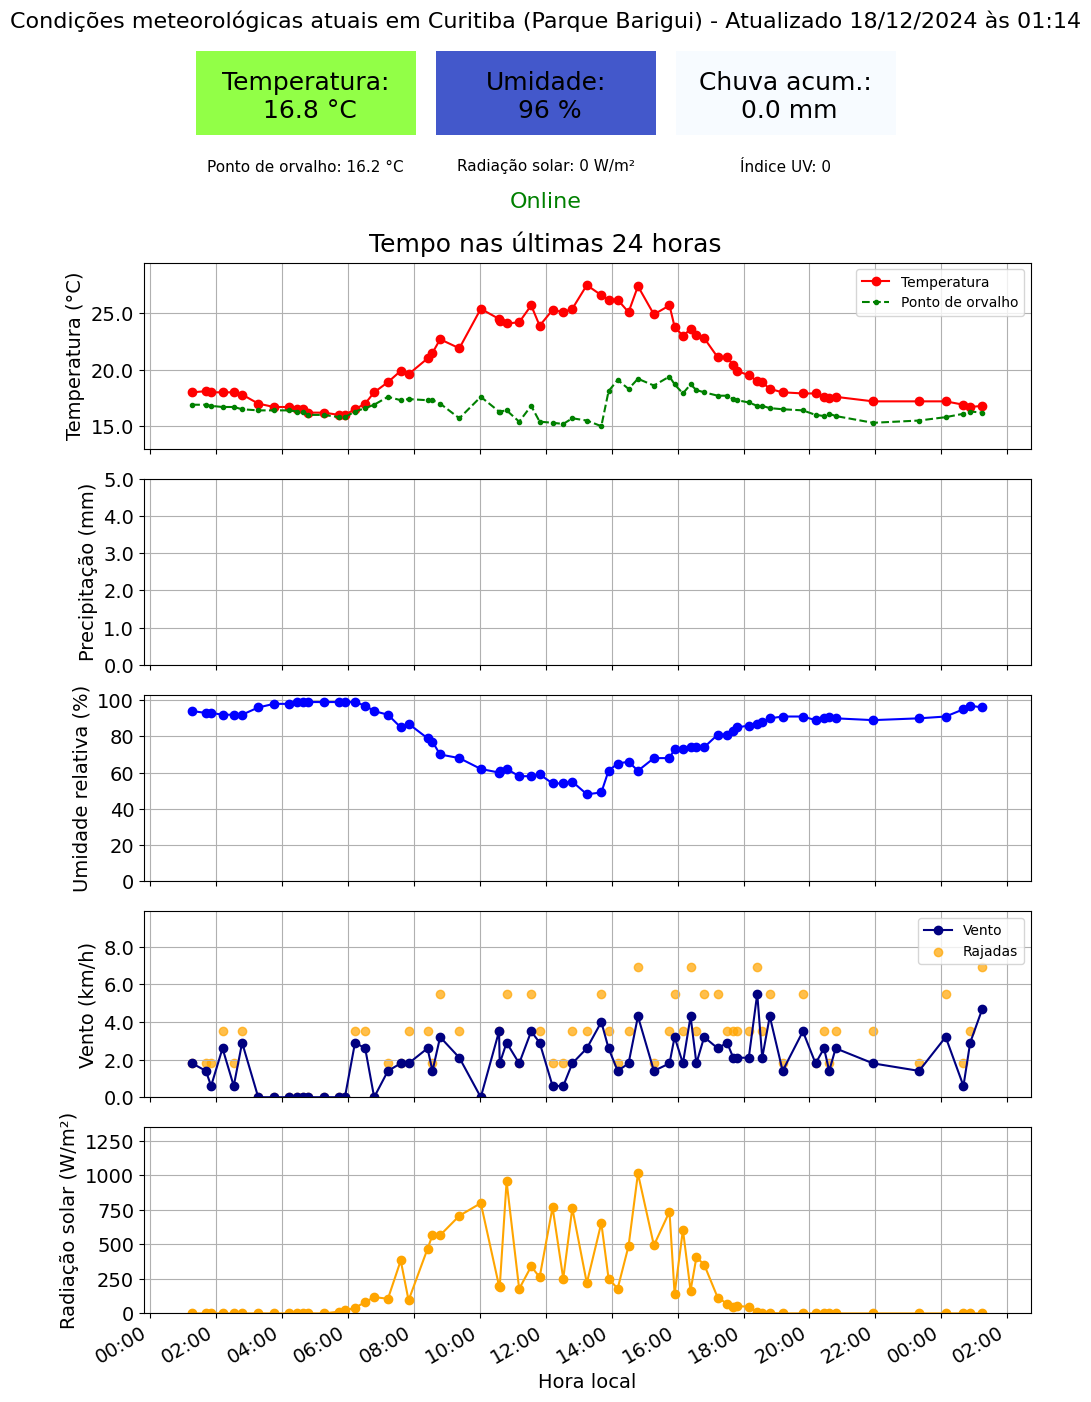 Condições meteorológicas atuais em Curitiba (Parque Barigui) - Atualizado 18/12/2024 às 01:14
Temperatura:
16.8 °C
Umidade:
96 %
Chuva acum.:
0.0 mm
Ponto de orvalho: 16.2 °C
Radiação solar: 0 W/m²
Índice UV: 0
Online
Tempo nas últimas 24 horas
Temperatura (°C)
25.0
20.0
15.0
Temperatura
Ponto de orvalho
Precipitação (mm)
5.0
4.0
3.0
2.0
1.0
0.0
Umidade relativa (%)
100
80
60
40
20
0
Vento (km/h)
8.0
6.0
4.0
2.0
0.0
Vento
Rajadas
Radiação solar (W/m²)
1250
1000
750
500
250
0
00:00
02:00
04:00
06:00
08:00
10:00
12:00
14:00
16:00
18:00
20:00
22:00
00:00
02:00
Hora local